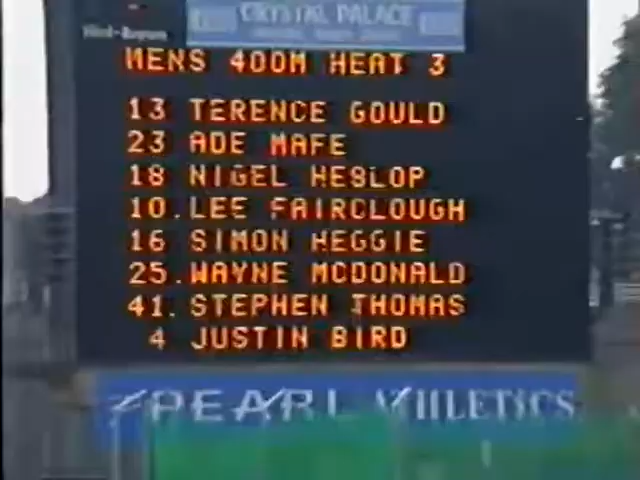 CRYSTAL PALACE
MENS 400M HEAT 3
13 TERENCE GOULD
23 ADE MAFE
18 NIGEL HESLOP
10.LEE FAIRCLOUGH
16 SIMON HEGGIE
25.WAYNE MCDONALD
41.STEPHEN THOMAS
4 JUSTIN BIRD
PEARL ATHLETICS